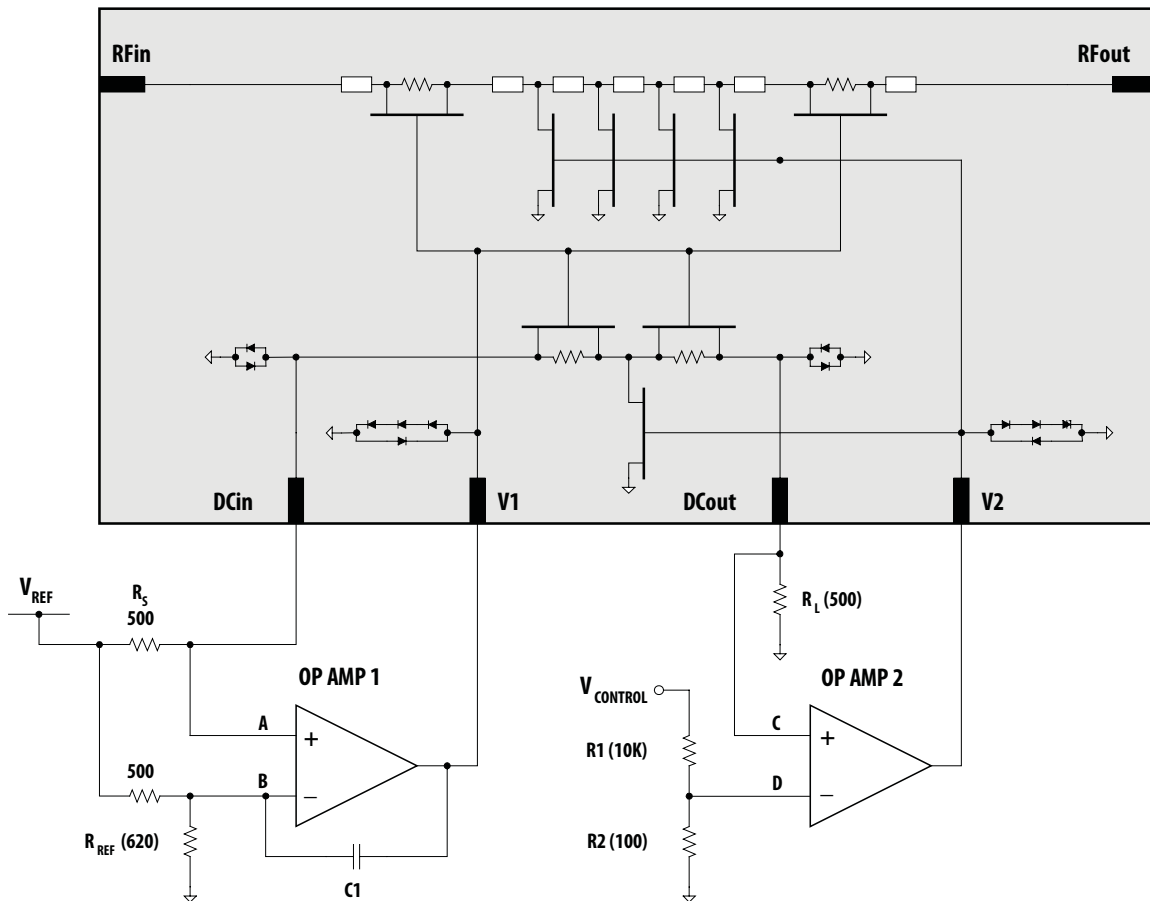 RFin
RFout
DCin
V1
DCout
V2
VREF
RS
500
RL (500)
OP AMP 1
OP AMP 2
VCONTROL
A
+
C
+
R1 (10K)
500
B
−
D
−
RREF (620)
R2 (100)
C1